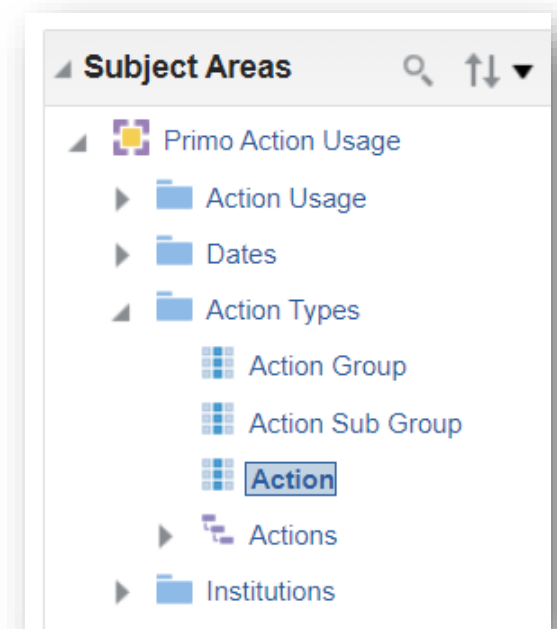 Subject Areas
Primo Action Usage
Action Usage
Dates
Action Types
Action Group
Action Sub Group
Action
Actions
Institutions